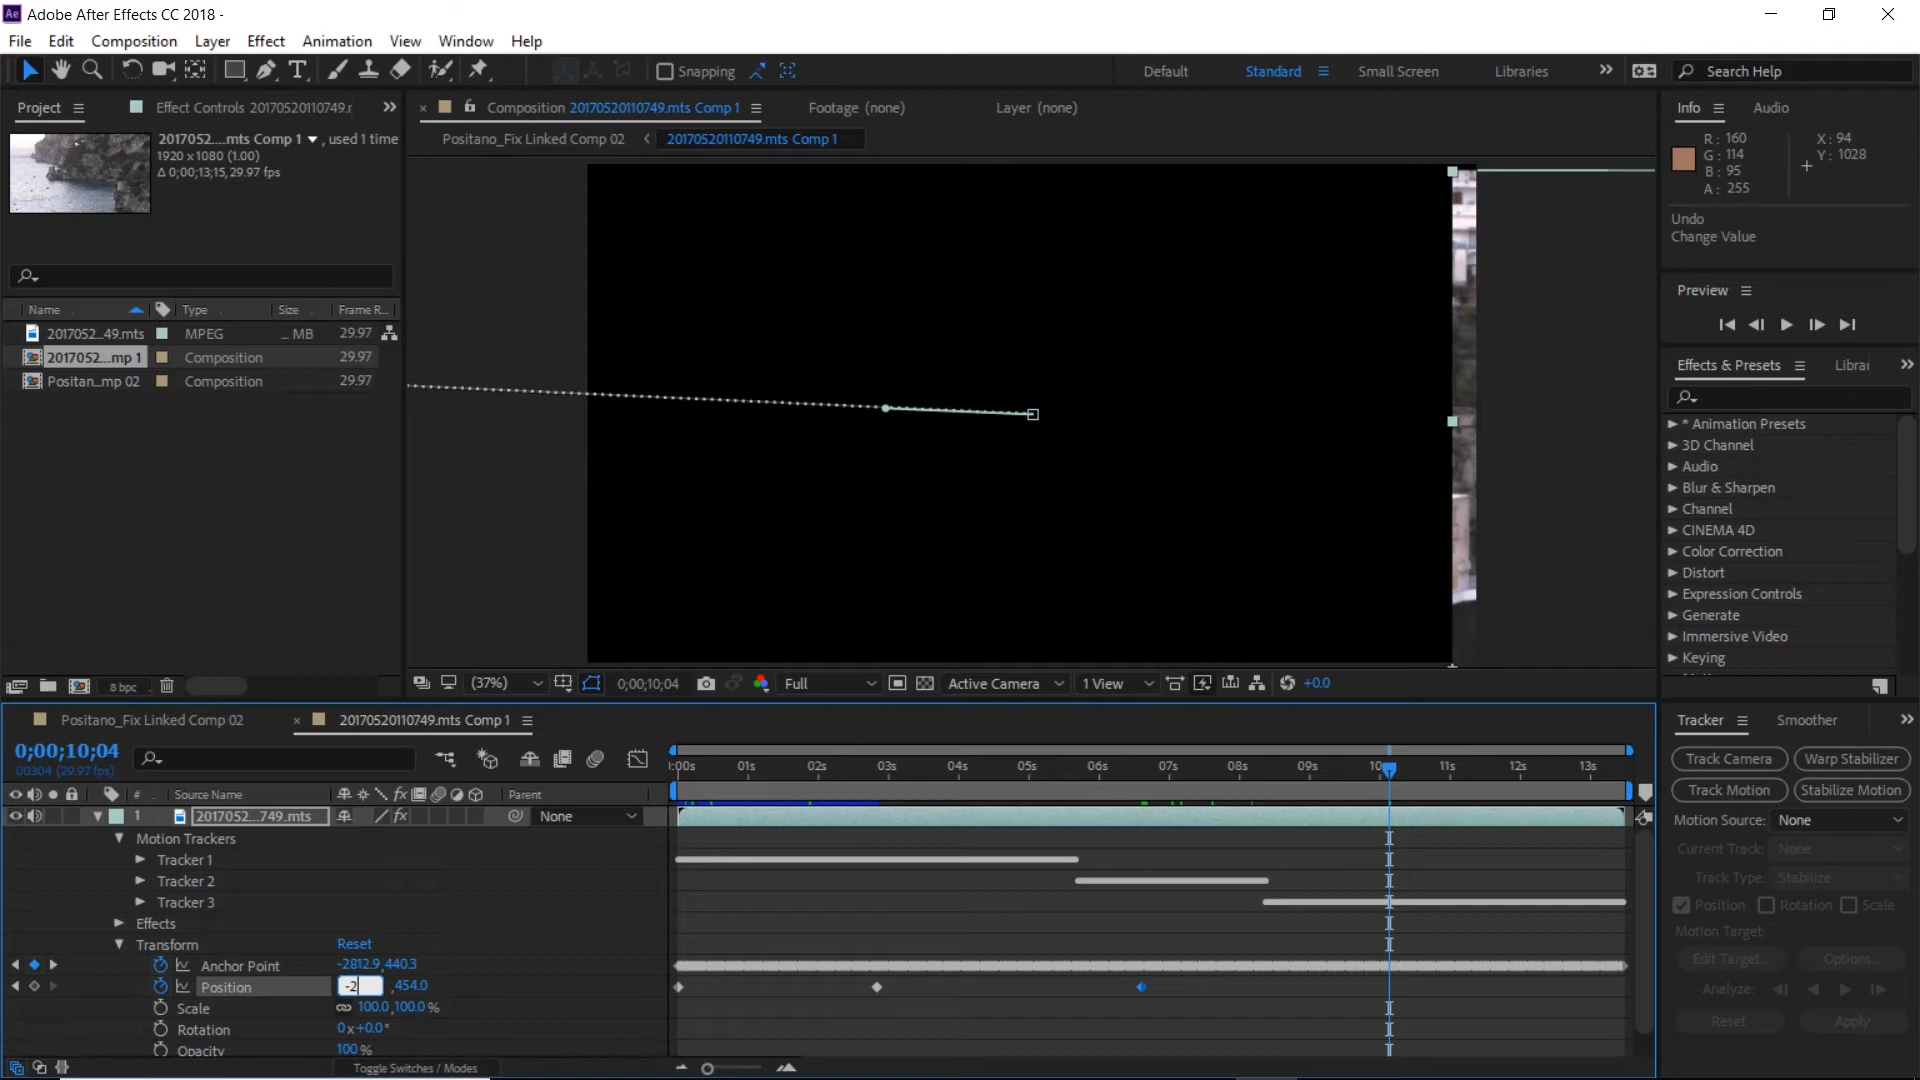 Ae Adobe After Effects CC 2018 -
File Edit Composition Layer Effect Animation View Window Help
T Snapping Default Standard Small Screen Libraries Search Help
Project Effect Controls 20170520110749.r
2017052....mts Comp 1 , used 1 time
1920 x 1080 (1.00)
Δ 0;00;13;15, 29.97 fps
Name Type Size Frame R...
2017052...49.mts MPEG ... MB 29.97
2017052...mp 1 Composition 29.97
Positan...mp 02 Composition 29.97
8 bpc
Composition 20170520110749.mts Comp 1 Footage (none) Layer (none)
Positano_Fix Linked Comp 02 20170520110749.mts Comp 1
(37%) 0;00;10;04 Full Active Camera 1 View +0.0
Info Audio
R: 160 X: 94
G: 114 Y: 1028
B: 95
A: 255
Undo
Change Value
Preview
Effects & Presets Librai
* Animation Presets
3D Channel
Audio
Blur & Sharpen
Channel
CINEMA 4D
Color Correction
Distort
Expression Controls
Generate
Immersive Video
Keying
Positano_Fix Linked Comp 02 20170520110749.mts Comp 1
0;00;10;04
00304 (29.97 fps)
# Source Name fx Parent
:00s 01s 02s 03s 04s 05s 06s 07s 08s 09s 10s 11s 12s 13s
1 2017052...749.mts fx None
Motion Trackers
Tracker 1
Tracker 2
Tracker 3
Effects
Transform Reset
Anchor Point -2812.9,440.3
Position -2 ,454.0
Scale 100.0,100.0%
Rotation 0x+0.0°
Opacity 100%
Toggle Switches / Modes
Tracker Smoother
Track Camera Warp Stabilizer
Track Motion Stabilize Motion
Motion Source: None
Current Track: None
Track Type: Stabilize
Position Rotation Scale
Motion Target:
Edit Target... Options...
Analyze:
Reset Apply